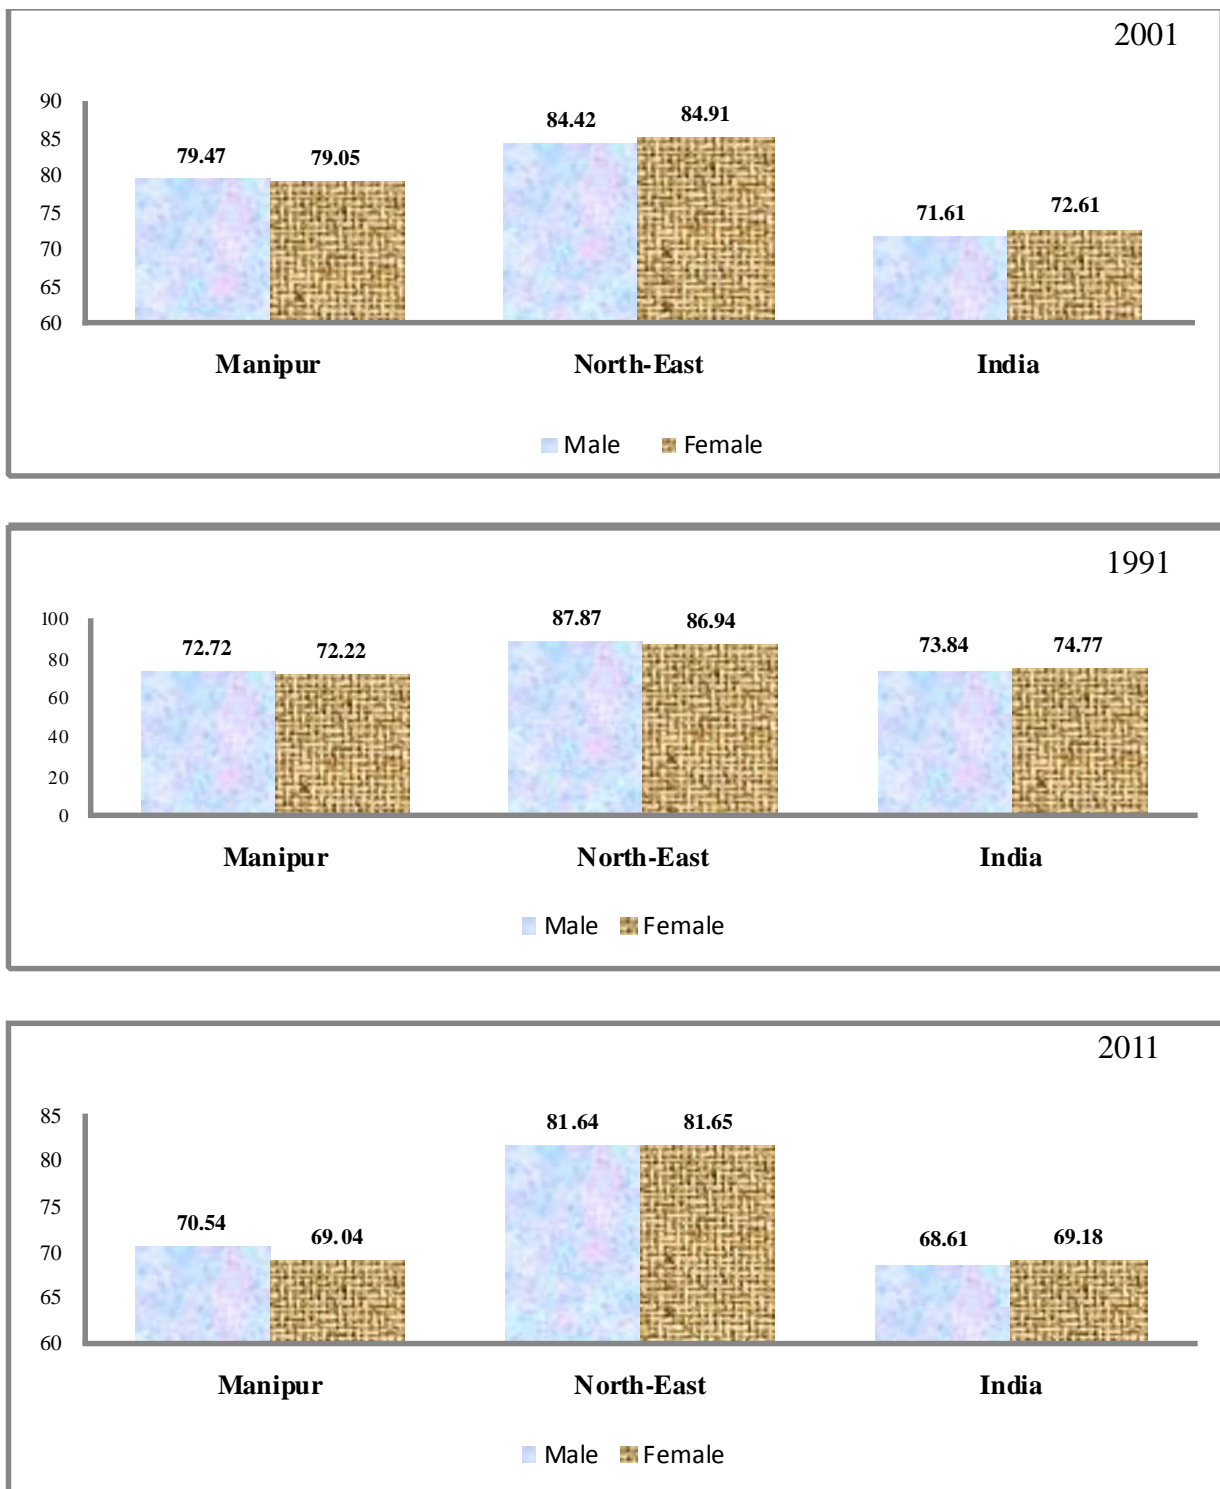 2001
90
85
80
75
70
65
60
79.47 79.05 84.42 84.91 71.61 72.61
Manipur North-East India
Male Female
1991
100
80
60
40
20
0
72.72 72.22 87.87 86.94 73.84 74.77
Manipur North-East India
Male Female
2011
85
80
75
70
65
60
70.54 69.04 81.64 81.65 68.61 69.18
Manipur North-East India
Male Female